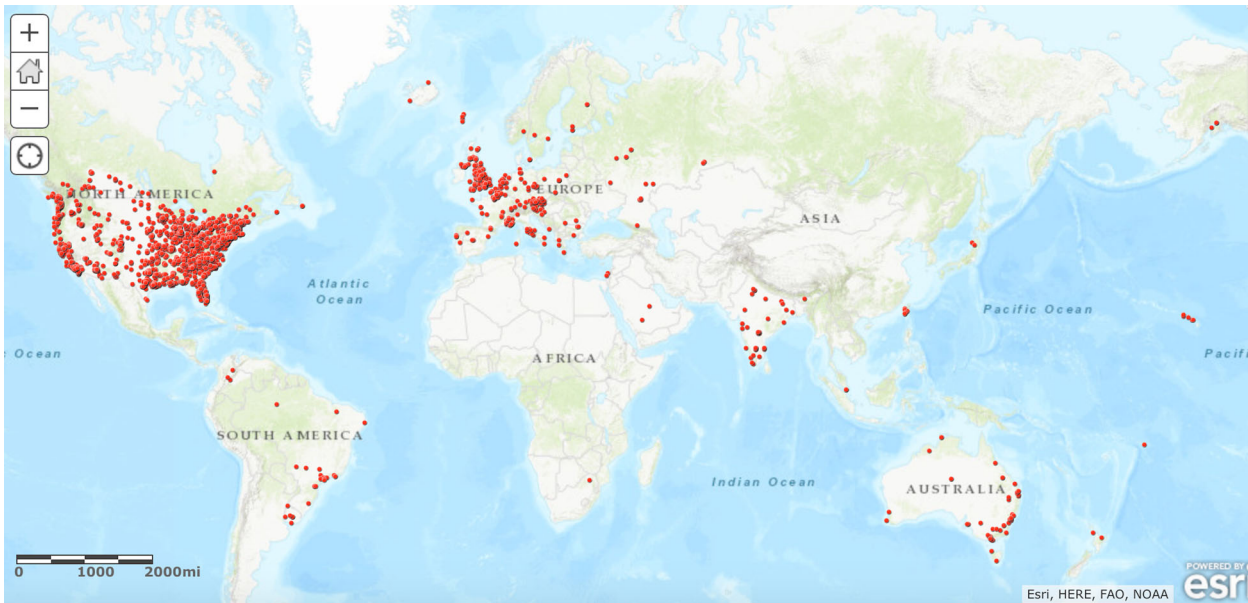 +
−
NORTH AMERICA
EUROPE
ASIA
Atlantic
Ocean
Pacific Ocean
Ocean
AFRICA
Pacif
SOUTH AMERICA
Indian Ocean
AUSTRALIA
0 1000 2000mi
POWERED BY
esri
Esri, HERE, FAO, NOAA